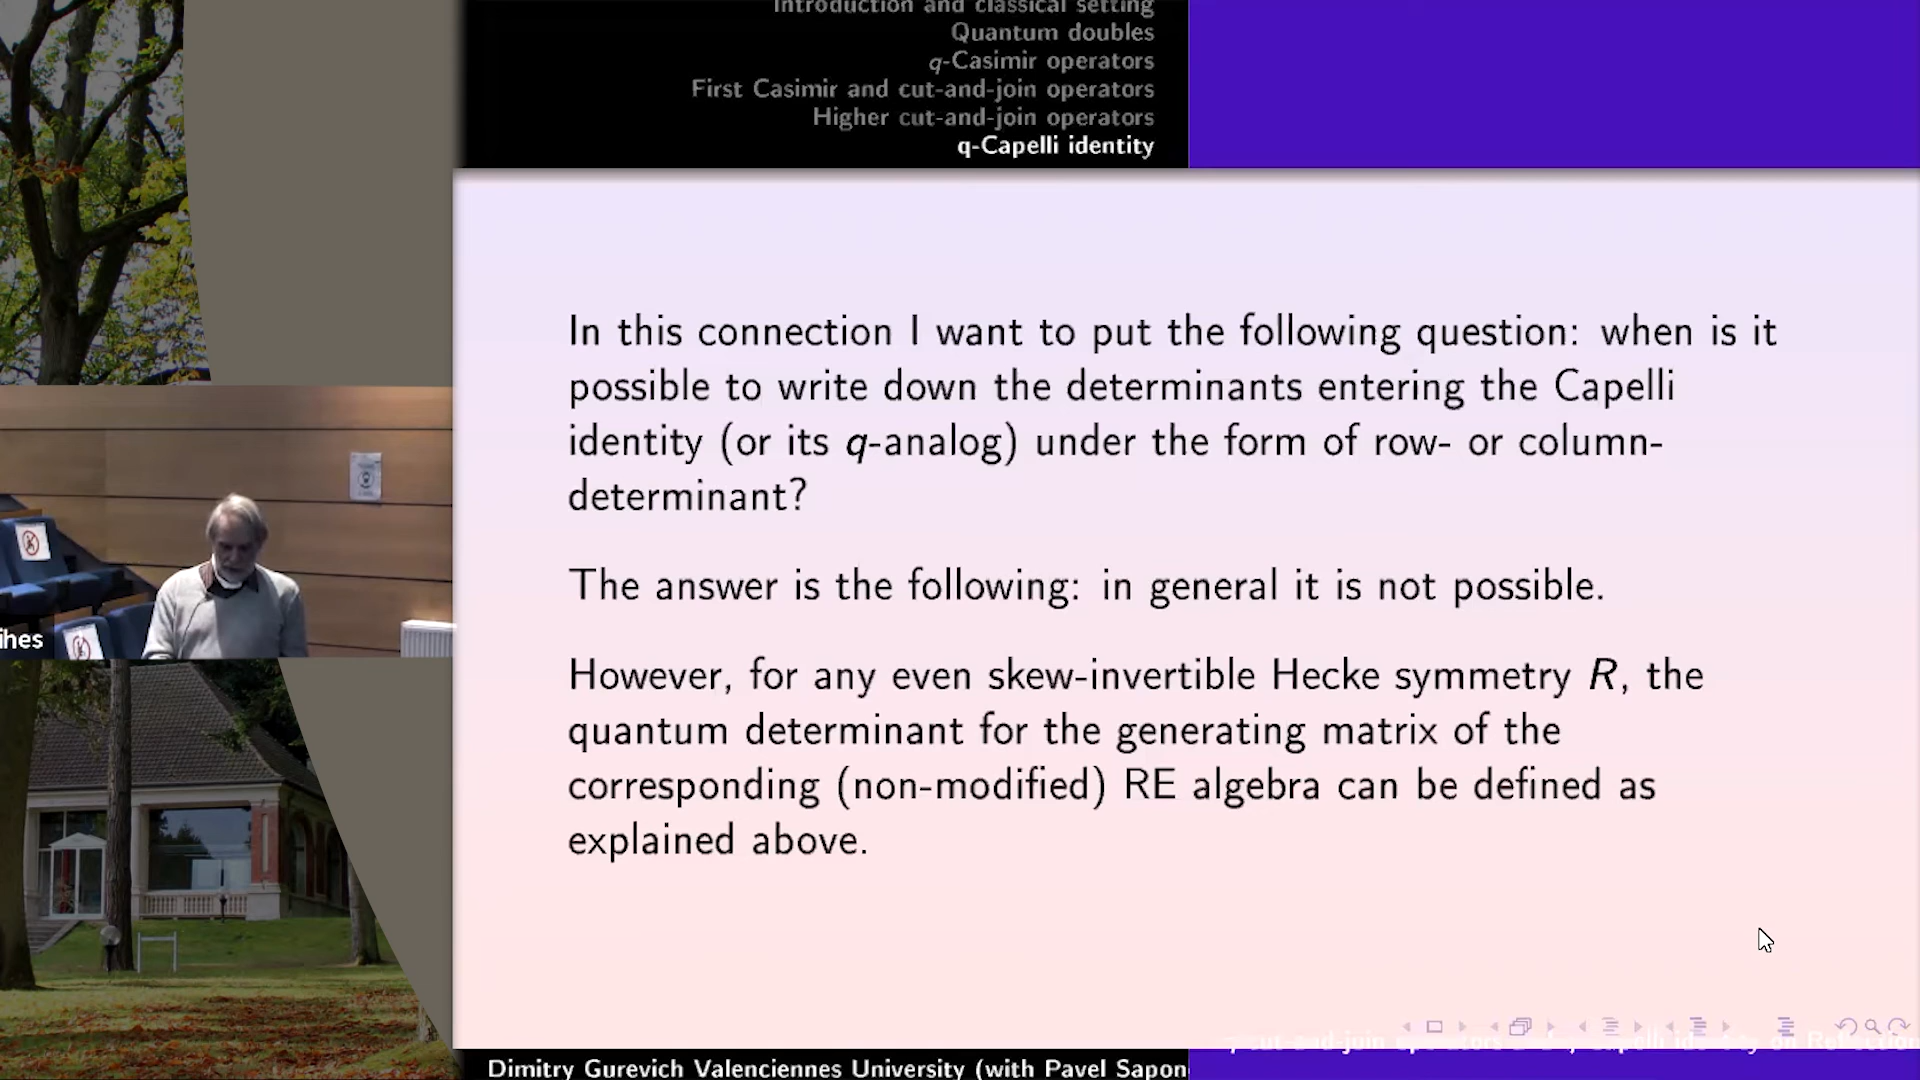 Introduction and classical setting
Quantum doubles
q-Casimir operators
First Casimir and cut-and-join operators
Higher cut-and-join operators
q-Capelli identity
In this connection I want to put the following question: when is it
possible to write down the determinants entering the Capelli
identity (or its q-analog) under the form of row- or column-
determinant?
The answer is the following: in general it is not possible.
However, for any even skew-invertible Hecke symmetry R, the
quantum determinant for the generating matrix of the
corresponding (non-modified) RE algebra can be defined as
explained above.
ihes
Dimitry Gurevich Valenciennes University (with Pavel Sapon